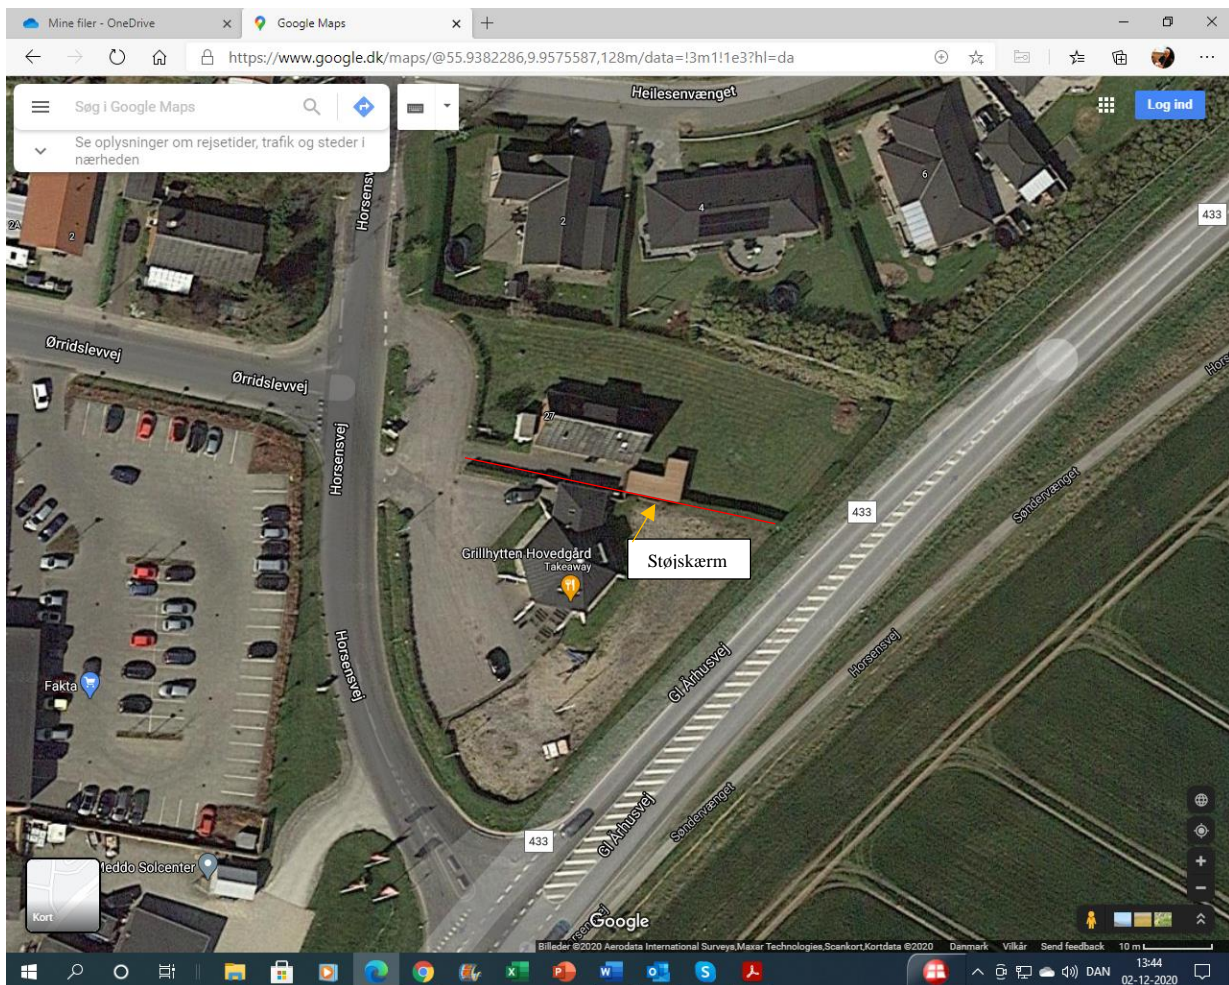 Mine filer - OneDrive
Google Maps
https://www.google.dk/maps/@55.9382286,9.9575587,128m/data=!3m1!1e3?hl=da
Søg i Google Maps
Se oplysninger om rejsetider, trafik og steder i
nærheden
Heilesenvænget
Log ind
Horsensv
2A
2
2
4
6
433
Ørridslevvej
Ørridslevvej
Hors
27
Horsensvej
Søndervænget
433
Grillhytten Hovedgård
Takeaway
Støjskærm
Horsensvej
Horsensvej
Gl Århusvej
Fakta
Søndervænget
Gl Århusvej
433
Meddo Solcenter
Kort
Google
Billeder ©2020 Aerodata International Surveys,Maxar Technologies,Scankort,Kortdata ©2020 Danmark Vilkår Send feedback 10 m
DAN
13:44
02-12-2020